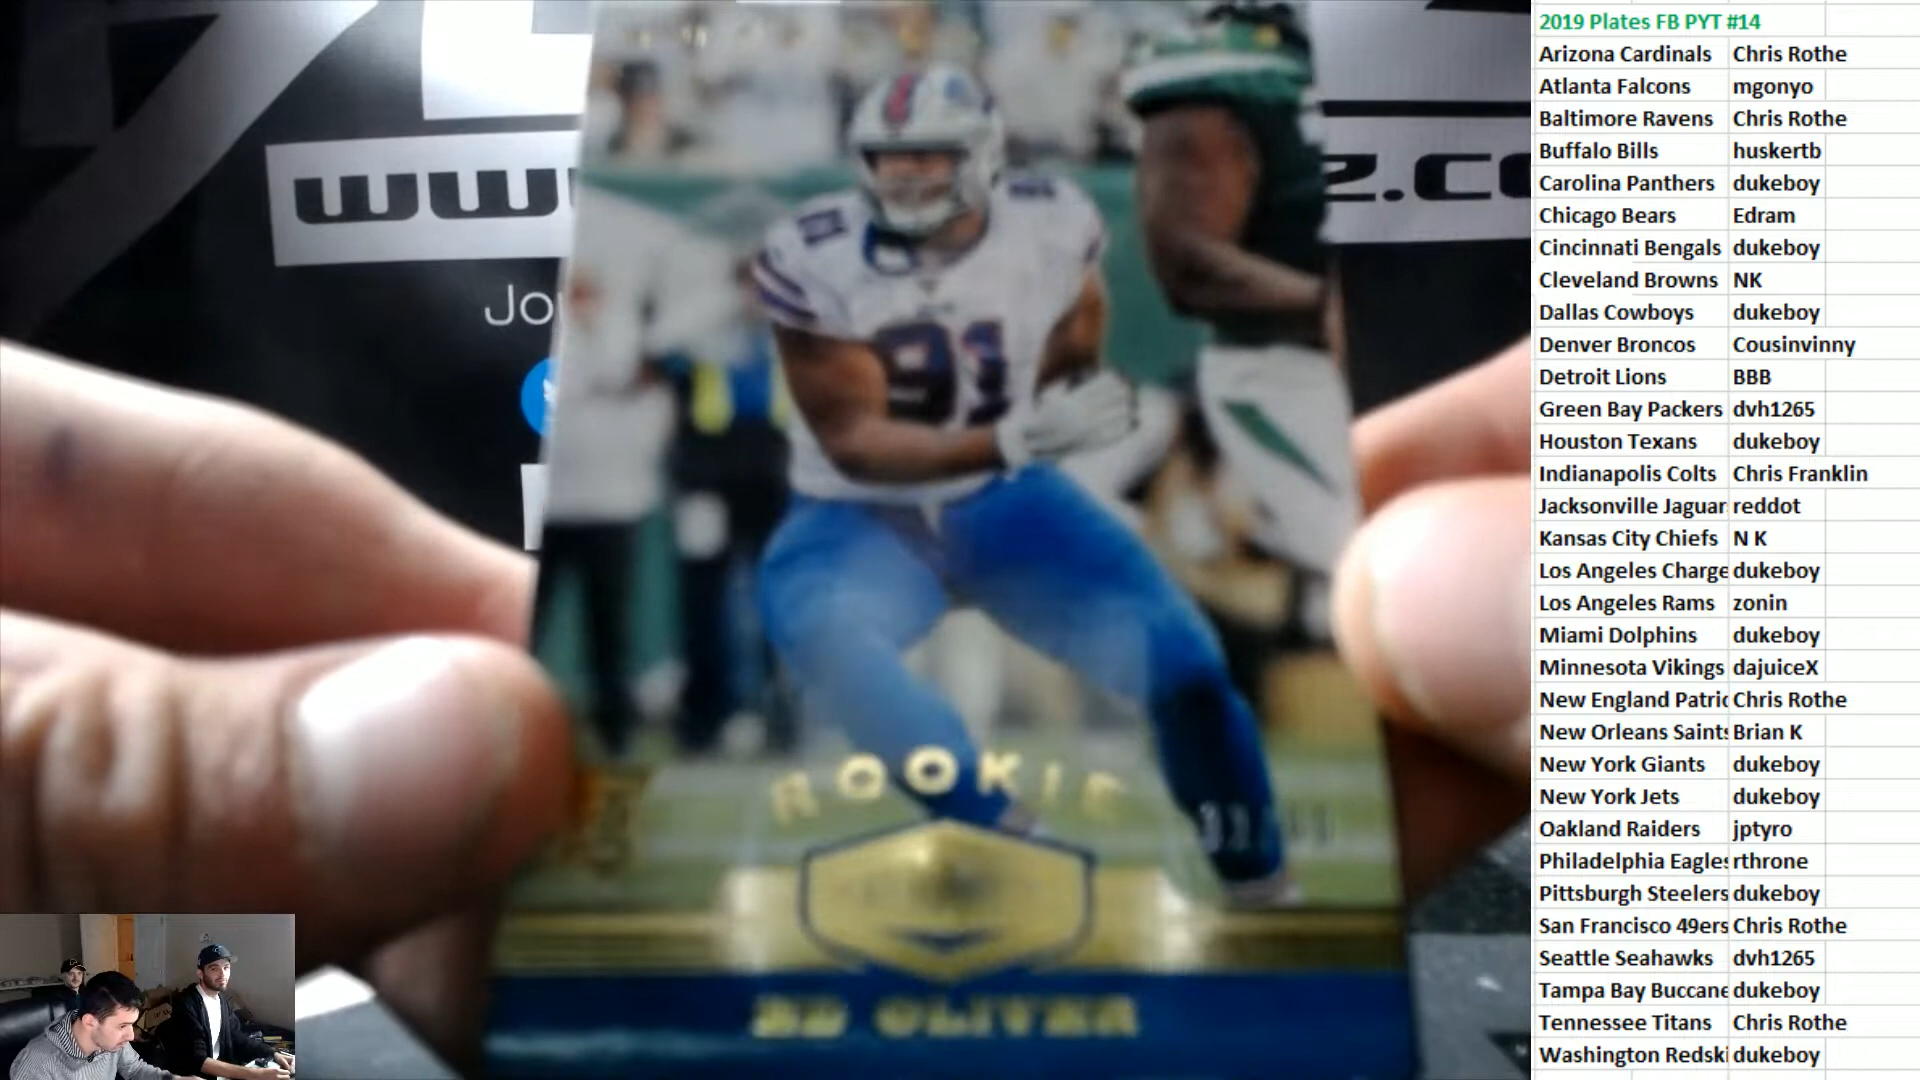 2019 Plates FB PYT #14
Arizona Cardinals Chris Rothe
Atlanta Falcons mgonyo
Baltimore Ravens Chris Rothe
Buffalo Bills huskertb
Carolina Panthers dukeboy
Chicago Bears Edram
Cincinnati Bengals dukeboy
Cleveland Browns NK
Dallas Cowboys dukeboy
Denver Broncos Cousinvinny
Detroit Lions BBB
Green Bay Packers dvh1265
Houston Texans dukeboy
Indianapolis Colts Chris Franklin
Jacksonville Jaguar reddot
Kansas City Chiefs N K
Los Angeles Charge dukeboy
Los Angeles Rams zonin
Miami Dolphins dukeboy
Minnesota Vikings dajuiceX
New England Patric Chris Rothe
New Orleans Saints Brian K
New York Giants dukeboy
New York Jets dukeboy
Oakland Raiders jptyro
Philadelphia Eagles rthrone
Pittsburgh Steelers dukeboy
San Francisco 49ers Chris Rothe
Seattle Seahawks dvh1265
Tampa Bay Buccane dukeboy
Tennessee Titans Chris Rothe
Washington Redski dukeboy
91
ROOKIE
ED OLIVER